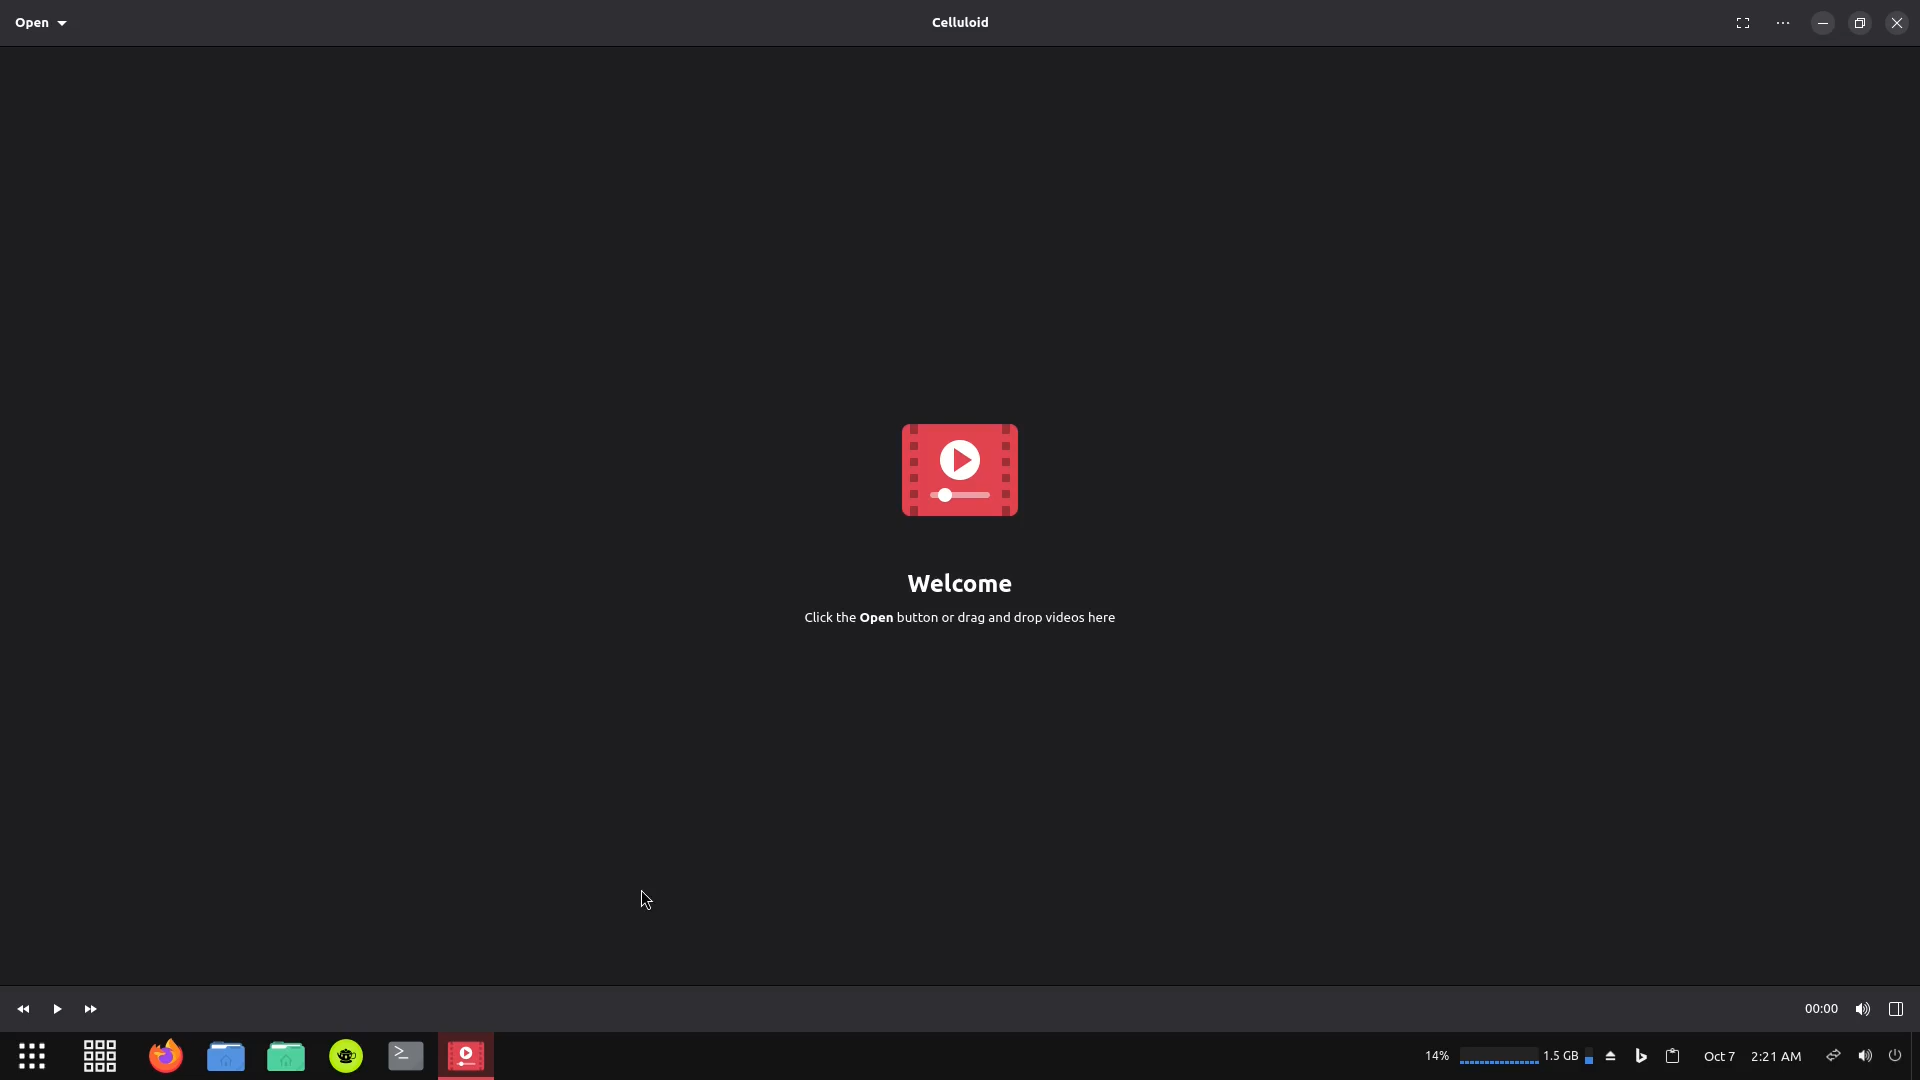 Open
Celluloid
Welcome
Click the Open button or drag and drop videos here
00:00
14%
1.5 GB
Oct 7
2:21 AM